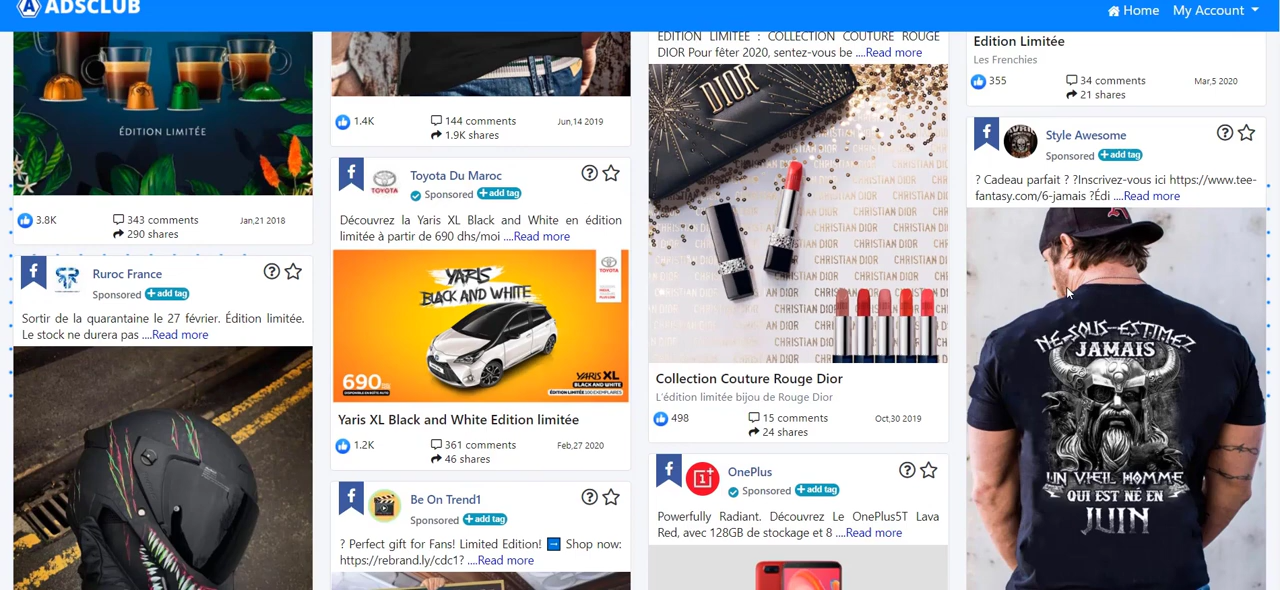 ADSCLUB
Home My Account
ÉDITION LIMITÉE
3.8K
343 comments
290 shares
Jan,21 2018
Ruroc France
Sponsored + add tag
Sortir de la quarantaine le 27 février. Édition limitée.
Le stock ne durera pas ....Read more
1.4K
144 comments
1.9K shares
Jun,14 2019
TOYOTA
Toyota Du Maroc
Sponsored + add tag
Découvrez la Yaris XL Black and White en édition
limitée à partir de 690 dhs/moi ....Read more
YARIS
BLACK AND WHITE
TOYOTA
690
YARIS XL
BLACK AND WHITE
Yaris XL Black and White Edition limitée
1.2K
361 comments
46 shares
Feb,27 2020
Be On Trend1
Sponsored + add tag
? Perfect gift for Fans! Limited Edition! ➡ Shop now:
https://rebrand.ly/cdc1? ....Read more
EDITION LIMITÉE : COLLECTION COUTURE ROUGE
DIOR Pour fêter 2020, sentez-vous be ....Read more
DIOR
CHRISTIAN DIOR
Collection Couture Rouge Dior
L'édition limitée bijou de Rouge Dior
498
15 comments
24 shares
Oct,30 2019
OnePlus
Sponsored + add tag
Powerfully Radiant. Découvrez Le OnePlus5T Lava
Red, avec 128GB de stockage et 8 ....Read more
Edition Limitée
Les Frenchies
355
34 comments
21 shares
Mar,5 2020
Style Awesome
Sponsored + add tag
? Cadeau parfait ? ?Inscrivez-vous ici https://www.tee-
fantasy.com/6-jamais ?Édi ....Read more
NE-SOUS-ESTIMEZ
JAMAIS
UN VIEIL HOMME
QUI EST NÉ EN
JUIN